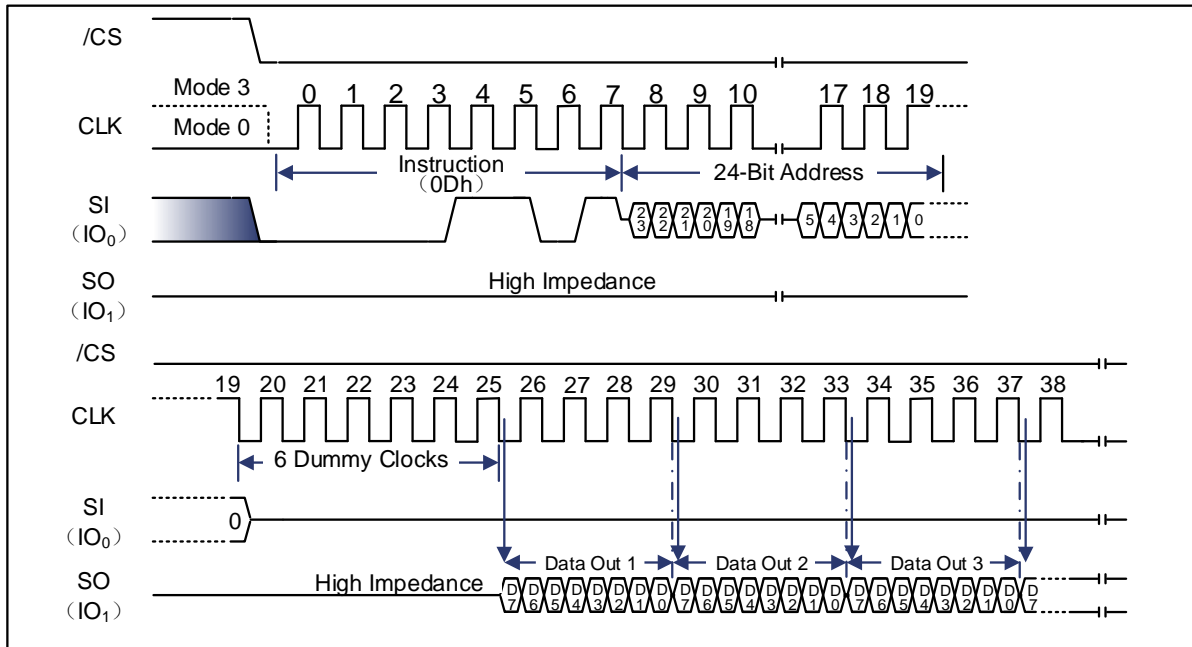 /CS
Mode 3
0 1 2 3 4 5 6 7 8 9 10 17 18 19
CLK
Mode 0
Instruction
（0Dh）
24-Bit Address
SI
（IO0）
23 22 21 20 19 18 5 4 3 2 1 0
SO
（IO1）
High Impedance
/CS
19 20 21 22 23 24 25 26 27 28 29 30 31 32 33 34 35 36 37 38
CLK
6 Dummy Clocks
SI
（IO0）
0
Data Out 1 Data Out 2 Data Out 3
SO
（IO1）
High Impedance
D7 D6 D5 D4 D3 D2 D1 D0 D7 D6 D5 D4 D3 D2 D1 D0 D7 D6 D5 D4 D3 D2 D1 D0 D7